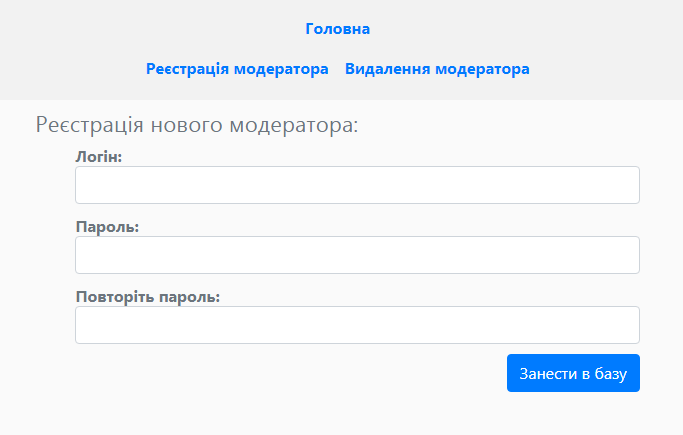 Головна
Реєстрація модератора Видалення модератора
Реєстрація нового модератора:
Логін:
Пароль:
Повторіть пароль:
Занести в базу